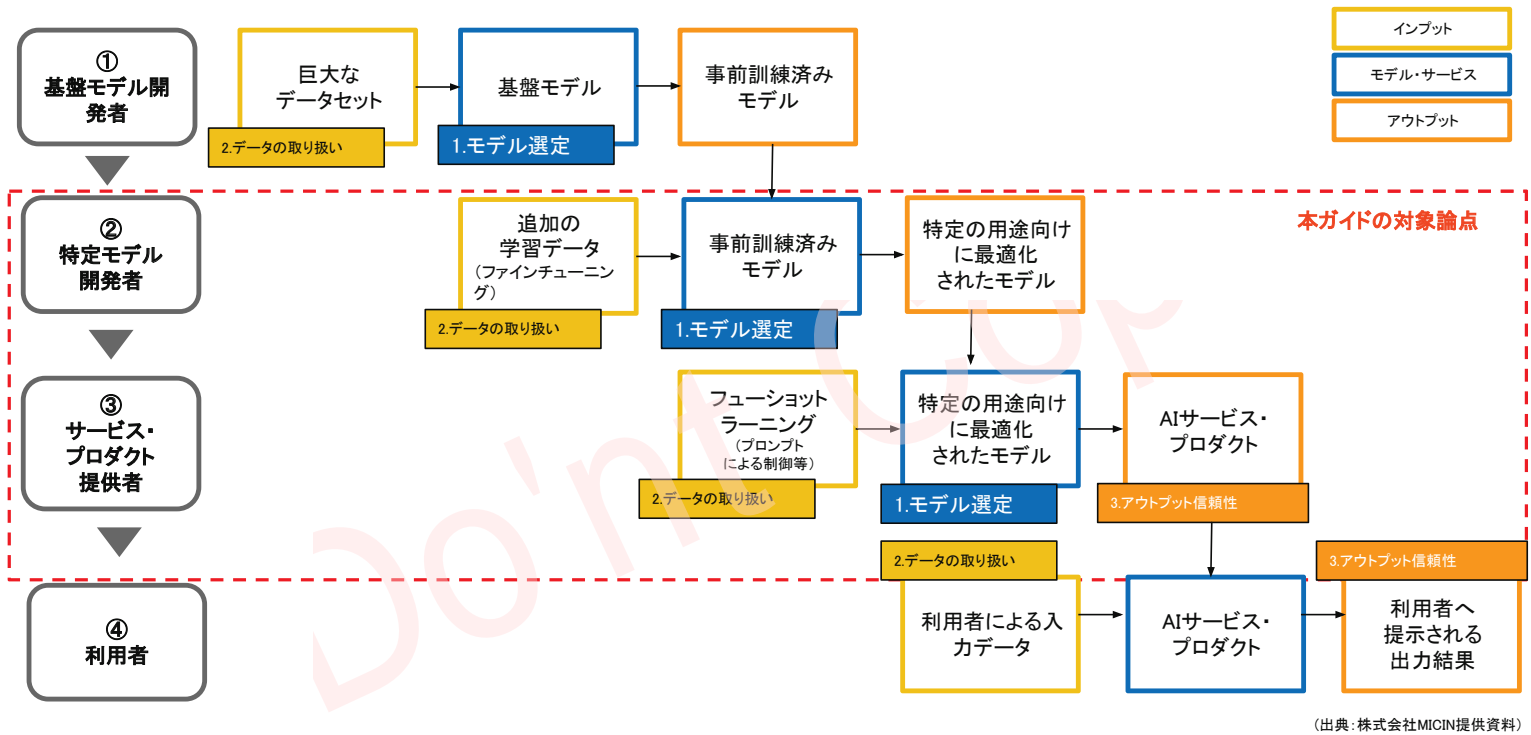 インプット
モデル・サービス
アウトプット
①
基盤モデル開
発者
巨大な
データセット
2.データの取り扱い
基盤モデル
1.モデル選定
事前訓練済み
モデル
本ガイドの対象論点
②
特定モデル
開発者
追加の
学習データ
（ファインチューニン
グ）
2.データの取り扱い
事前訓練済み
モデル
1.モデル選定
特定の用途向け
に最適化
されたモデル
③
サービス・
プロダクト
提供者
フューショット
ラーニング
（プロンプト
による制御等）
2.データの取り扱い
特定の用途向け
に最適化
されたモデル
1.モデル選定
AIサービス・
プロダクト
3.アウトプット信頼性
④
利用者
2.データの取り扱い
利用者による入
力データ
AIサービス・
プロダクト
3.アウトプット信頼性
利用者へ
提示される
出力結果
（出典：株式会社MICIN提供資料）
Do'nt Cop